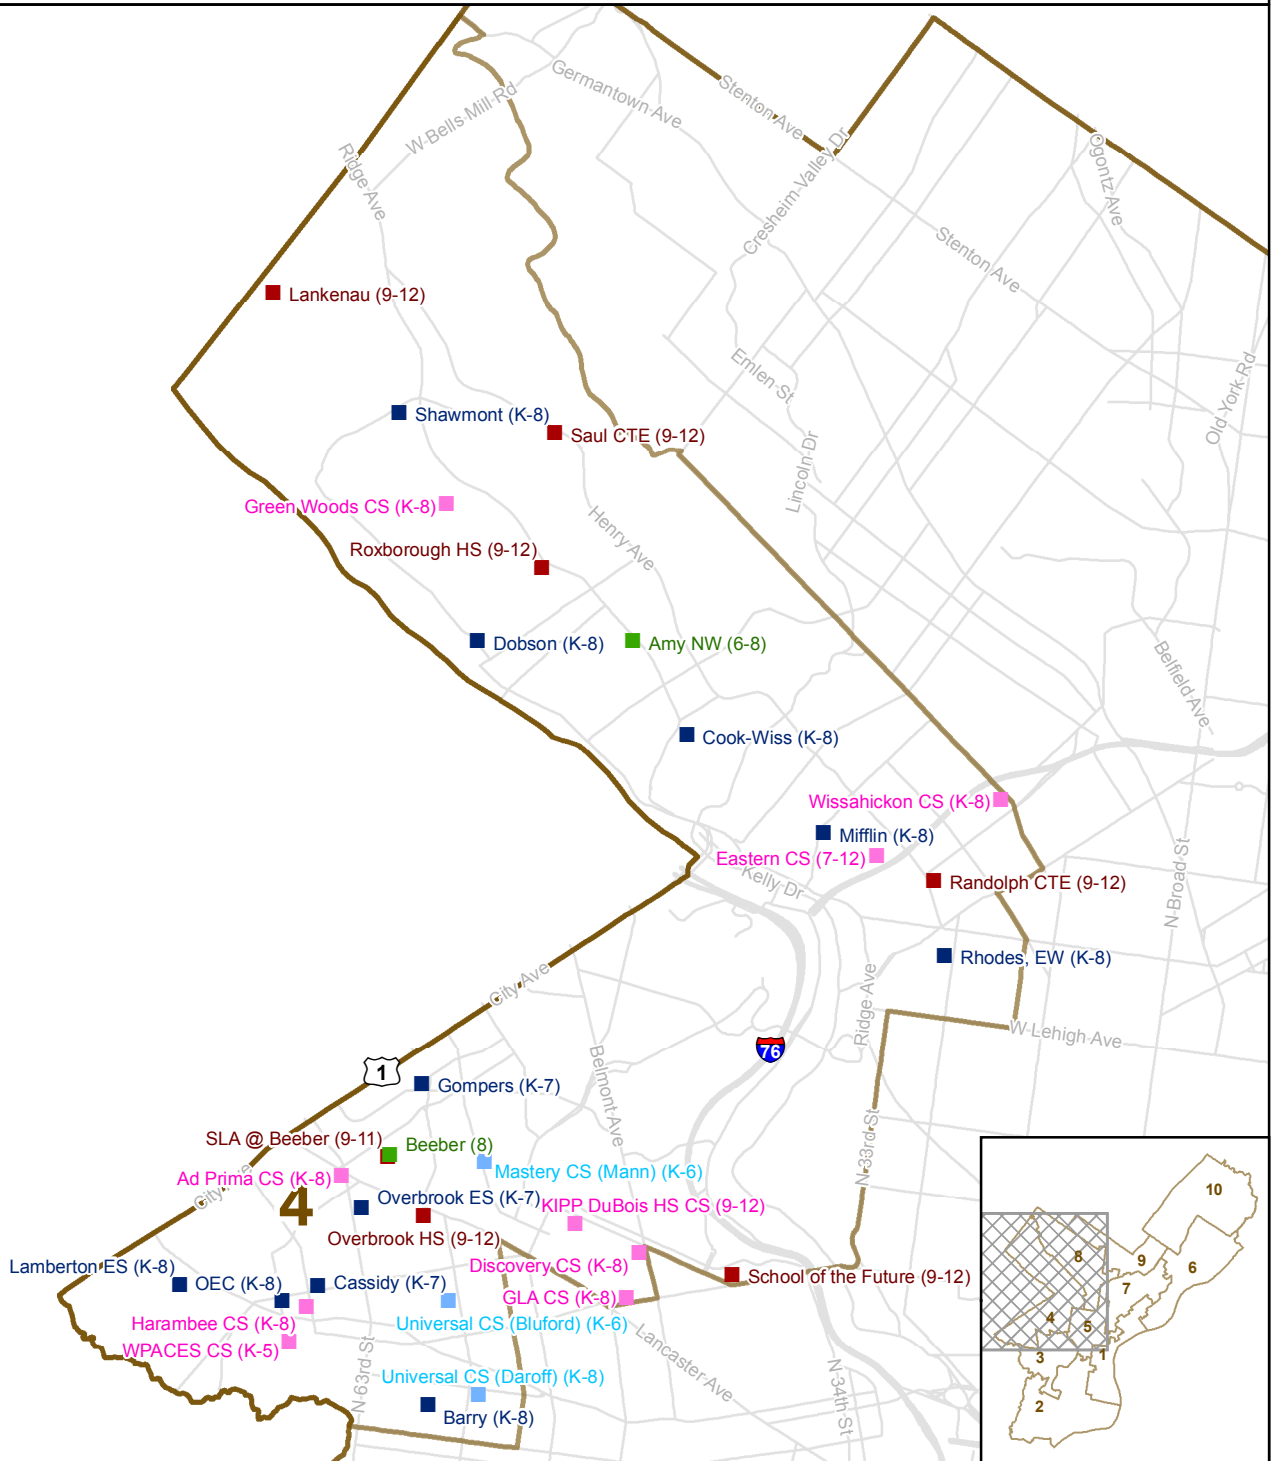 Germantown Ave
Stenton Ave
W Bells Mill Rd
Ridge Ave
Cresheim Valley Dr
Ogontz Ave
Stenton Ave
Lankenau (9-12)
Emlen St
Old York Rd
Shawmont (K-8)
Saul CTE (9-12)
Lincoln Dr
Green Woods CS (K-8)
Henry Ave
Roxborough HS (9-12)
Dobson (K-8)
Amy NW (6-8)
Belfield Ave
Cook-Wiss (K-8)
Wissahickon CS (K-8)
Mifflin (K-8)
Eastern CS (7-12)
Kelly Dr
Randolph CTE (9-12)
N Broad St
Rhodes, EW (K-8)
City Ave
Ridge Ave
W Lehigh Ave
76
1
Gompers (K-7)
Belmont Ave
SLA @ Beeber (9-11)
Beeber (8)
N 33rd St
Mastery CS (Mann) (K-6)
Ad Prima CS (K-8)
City Ave
4
Overbrook ES (K-7)
KIPP DuBois HS CS (9-12)
Overbrook HS (9-12)
Lamberton ES (K-8)
OEC (K-8)
Cassidy (K-7)
Discovery CS (K-8)
School of the Future (9-12)
GLA CS (K-8)
Harambee CS (K-8)
Universal CS (Bluford) (K-6)
WPACES CS (K-5)
Lancaster Ave
N 63rd St
Universal CS (Daroff) (K-8)
N 34th St
Barry (K-8)
10
8
9
6
7
4
5
3
1
2